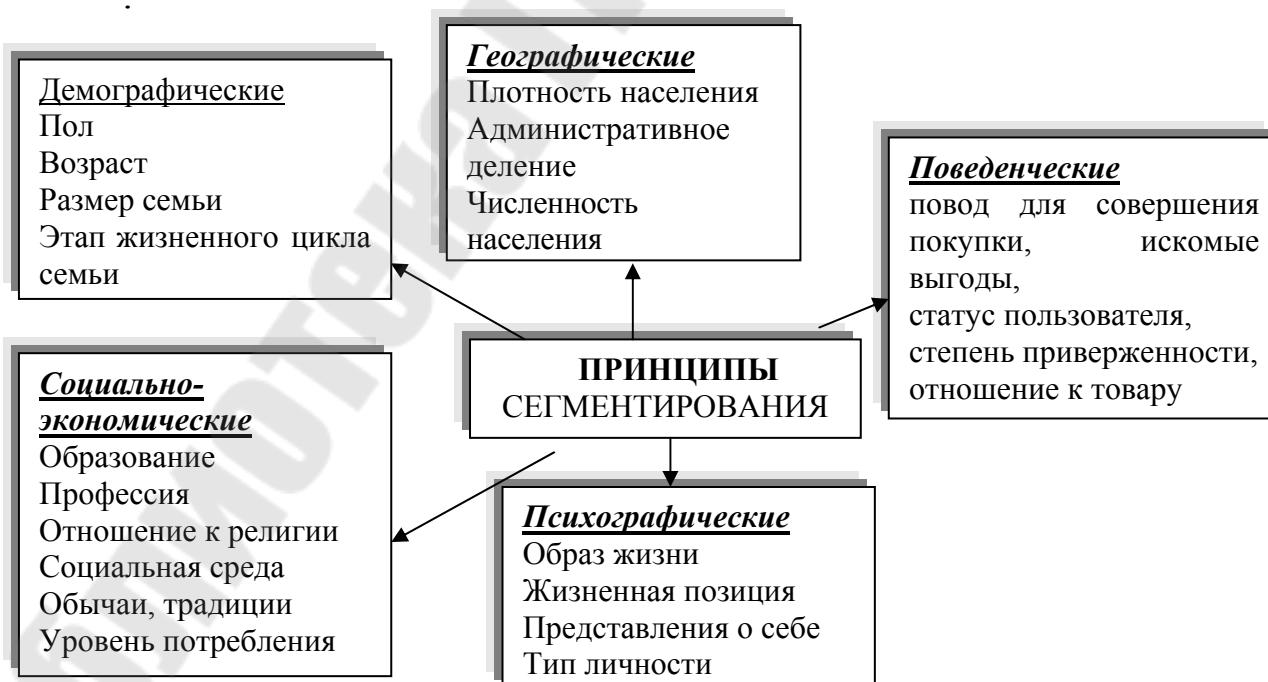 Демографические
Пол
Возраст
Размер семьи
Этап жизненного цикла
семьи
Географические
Плотность населения
Административное
деление
Численность
населения
Поведенческие
повод для совершения
покупки, искомые
выгоды,
статус пользователя,
степень приверженности,
отношение к товару
ПРИНЦИПЫ
СЕГМЕНТИРОВАНИЯ
Социально-
экономические
Образование
Профессия
Отношение к религии
Социальная среда
Обычаи, традиции
Уровень потребления
Психографические
Образ жизни
Жизненная позиция
Представления о себе
Тип личности